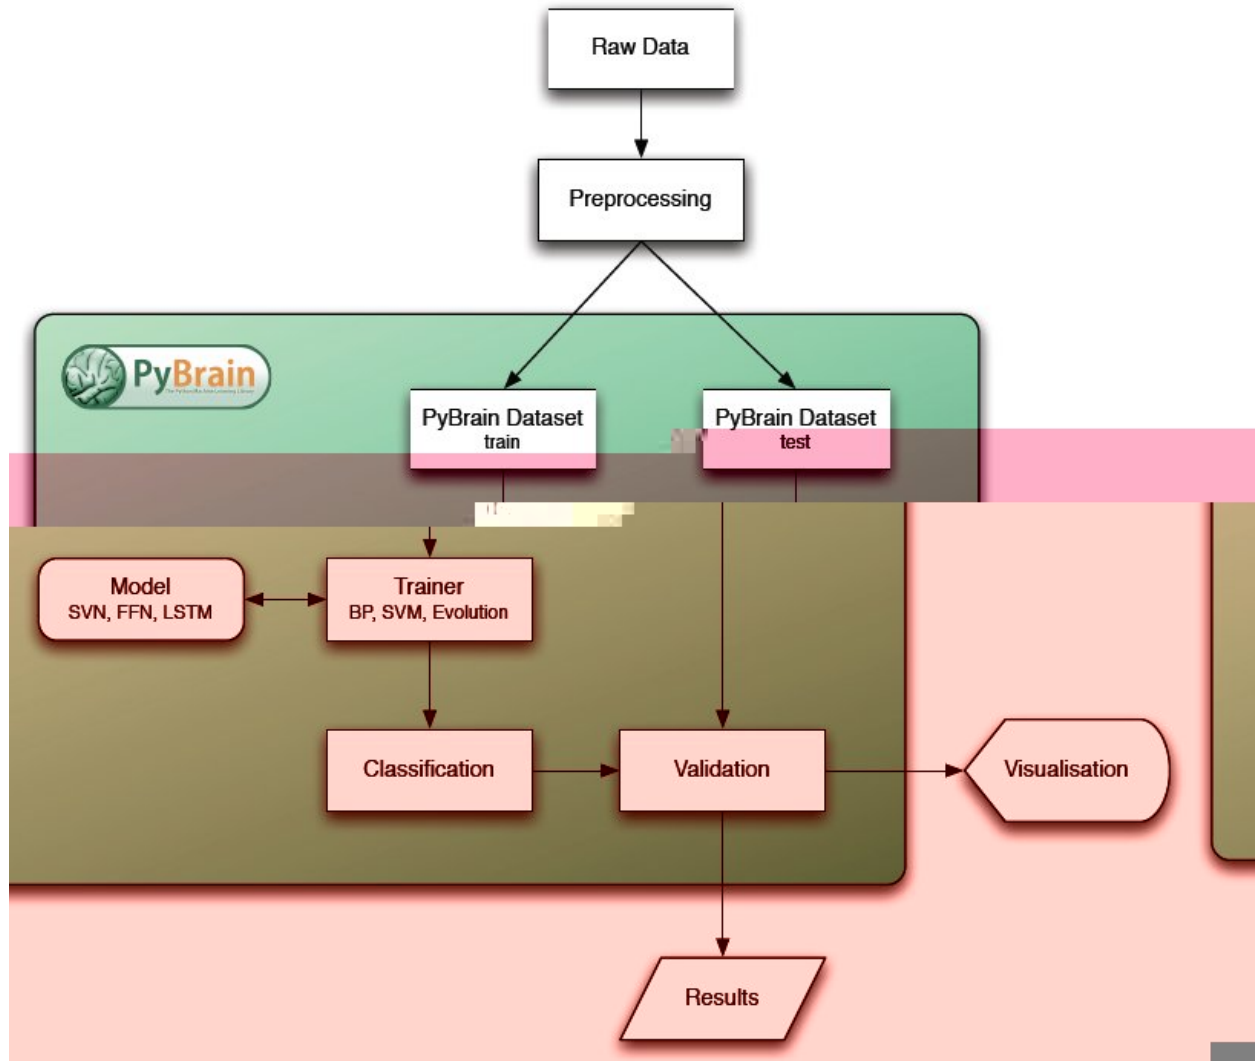 Raw Data
Preprocessing
PyBrain
PyBrain Dataset
train
PyBrain Dataset
test
Model
SVN, FFN, LSTM
Trainer
BP, SVM, Evolution
Classification
Validation
Visualisation
Results